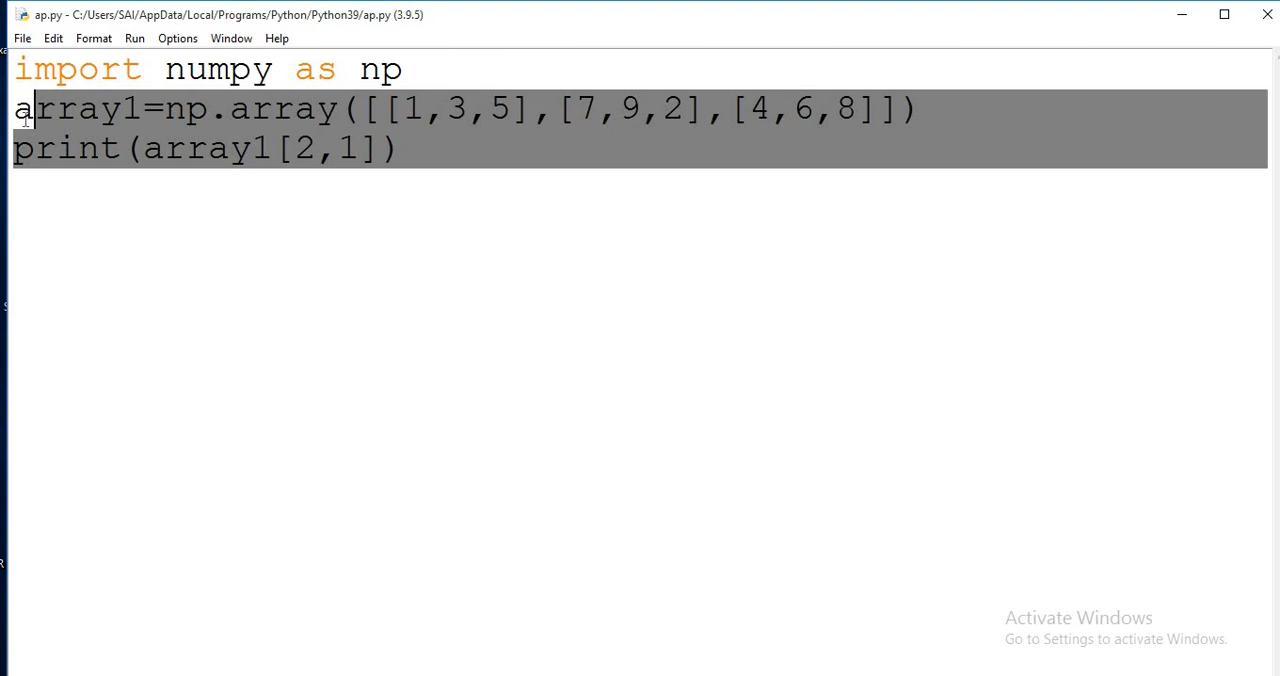 ap.py - C:/Users/SAI/AppData/Local/Programs/Python/Python39/ap.py (3.9.5)
File Edit Format Run Options Window Help
import numpy as np
array1=np.array([[1,3,5],[7,9,2],[4,6,8]])
print(array1[2,1])
Activate Windows
Go to Settings to activate Windows.